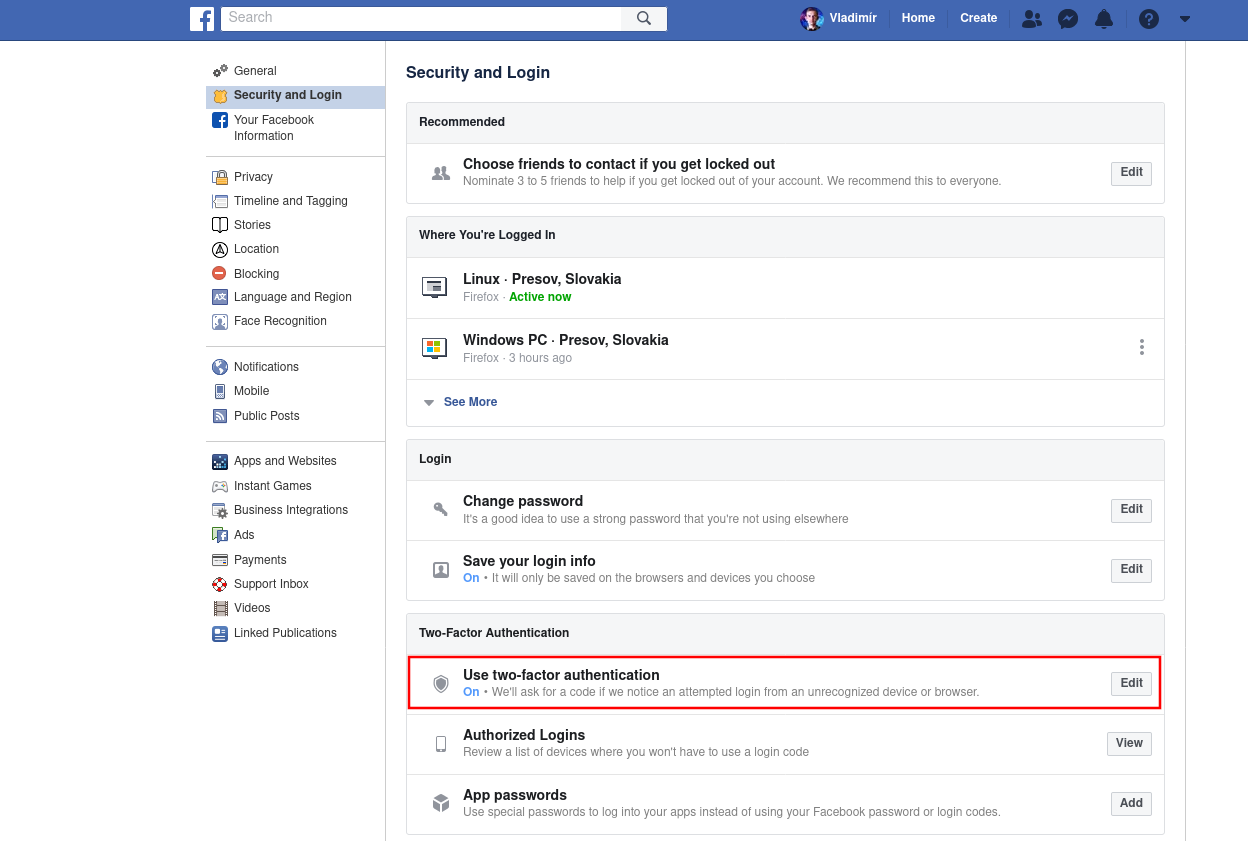 Search
Vladimír
Home
Create
General
Security and Login
Your Facebook
Information
Privacy
Timeline and Tagging
Stories
Location
Blocking
Language and Region
Face Recognition
Notifications
Mobile
Public Posts
Apps and Websites
Instant Games
Business Integrations
Ads
Payments
Support Inbox
Videos
Linked Publications
Security and Login
Recommended
Choose friends to contact if you get locked out
Nominate 3 to 5 friends to help if you get locked out of your account. We recommend this to everyone.
Edit
Where You're Logged In
Linux · Presov, Slovakia
Firefox · Active now
Windows PC · Presov, Slovakia
Firefox · 3 hours ago
See More
Login
Change password
It's a good idea to use a strong password that you're not using elsewhere
Edit
Save your login info
On • It will only be saved on the browsers and devices you choose
Edit
Two-Factor Authentication
Use two-factor authentication
On • We'll ask for a code if we notice an attempted login from an unrecognized device or browser.
Edit
Authorized Logins
Review a list of devices where you won't have to use a login code
View
App passwords
Use special passwords to log into your apps instead of using your Facebook password or login codes.
Add